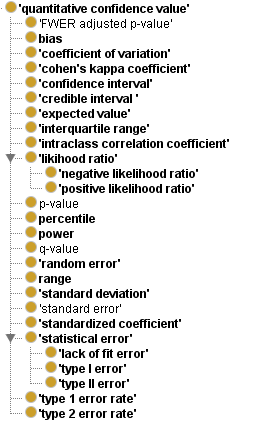 'quantitative confidence value'
'FWER adjusted p-value'
bias
'coefficient of variation'
'cohen's kappa coefficient'
'confidence interval'
'credible interval '
'expected value'
'interquartile range'
'intraclass correlation coefficient'
'likihood ratio'
'negative likelihood ratio'
'positive likelihood ratio'
p-value
percentile
power
q-value
'random error'
range
'standard deviation'
'standard error'
'standardized coefficient'
'statistical error'
'lack of fit error'
'type I error'
'type II error'
'type 1 error rate'
'type 2 error rate'